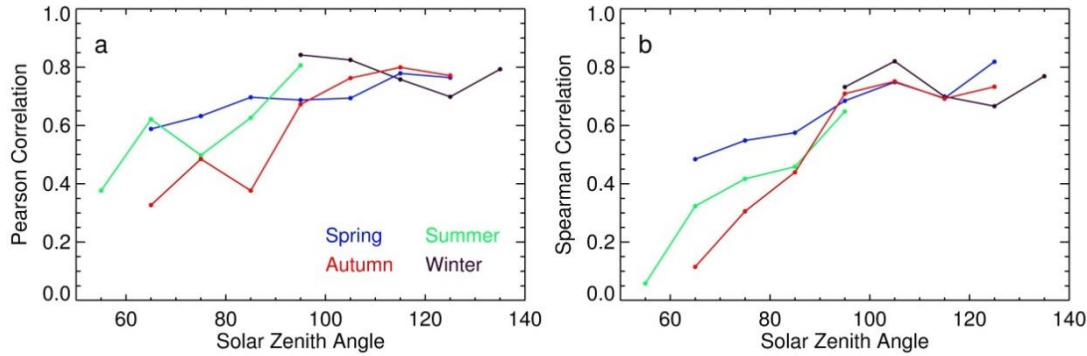 a
1.0
0.8
0.6
0.4
0.2
0.0
Pearson Correlation
Spring Summer
Autumn Winter
60 80 100 120 140
Solar Zenith Angle
b
1.0
0.8
0.6
0.4
0.2
0.0
Spearman Correlation
60 80 100 120 140
Solar Zenith Angle